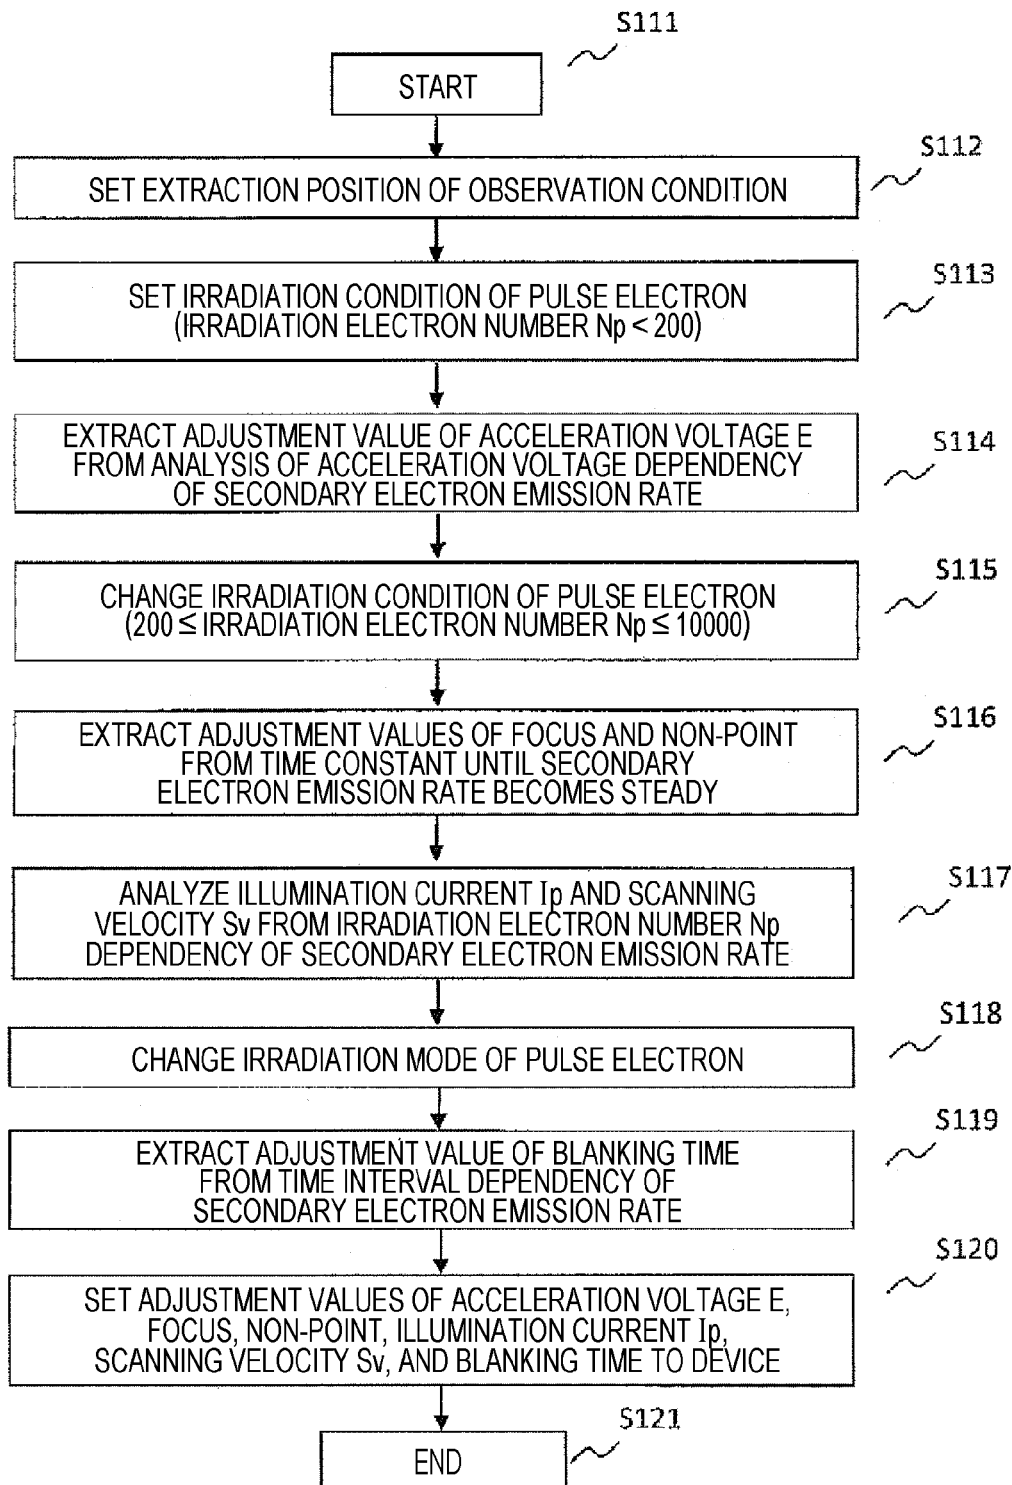 S111
START
S112
SET EXTRACTION POSITION OF OBSERVATION CONDITION
S113
SET IRRADIATION CONDITION OF PULSE ELECTRON
(IRRADIATION ELECTRON NUMBER Np < 200)
S114
EXTRACT ADJUSTMENT VALUE OF ACCELERATION VOLTAGE E
FROM ANALYSIS OF ACCELERATION VOLTAGE DEPENDENCY
OF SECONDARY ELECTRON EMISSION RATE
S115
CHANGE IRRADIATION CONDITION OF PULSE ELECTRON
(200 ≤ IRRADIATION ELECTRON NUMBER Np ≤ 10000)
S116
EXTRACT ADJUSTMENT VALUES OF FOCUS AND NON-POINT
FROM TIME CONSTANT UNTIL SECONDARY
ELECTRON EMISSION RATE BECOMES STEADY
S117
ANALYZE ILLUMINATION CURRENT Ip AND SCANNING
VELOCITY Sv FROM IRRADIATION ELECTRON NUMBER Np
DEPENDENCY OF SECONDARY ELECTRON EMISSION RATE
S118
CHANGE IRRADIATION MODE OF PULSE ELECTRON
S119
EXTRACT ADJUSTMENT VALUE OF BLANKING TIME
FROM TIME INTERVAL DEPENDENCY OF
SECONDARY ELECTRON EMISSION RATE
S120
SET ADJUSTMENT VALUES OF ACCELERATION VOLTAGE E,
FOCUS, NON-POINT, ILLUMINATION CURRENT Ip,
SCANNING VELOCITY Sv, AND BLANKING TIME TO DEVICE
S121
END